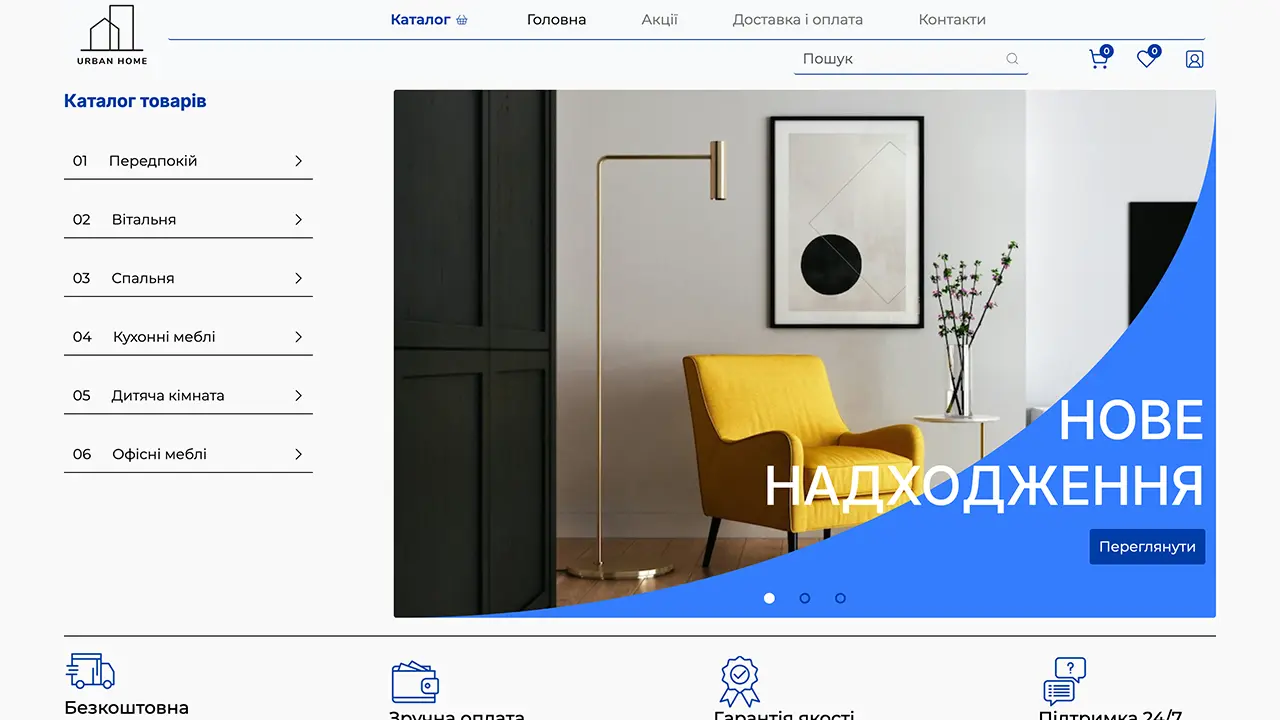 URBAN HOME
Каталог
Головна
Акції
Доставка і оплата
Контакти
Пошук
0
0
Каталог товарів
01 Передпокій
02 Вітальня
03 Спальня
04 Кухонні меблі
05 Дитяча кімната
06 Офісні меблі
НОВЕ
НАДХОДЖЕННЯ
Переглянути
?
Безкоштовна
Зручна оплата
Гарантія якості
Підтримка 24/7